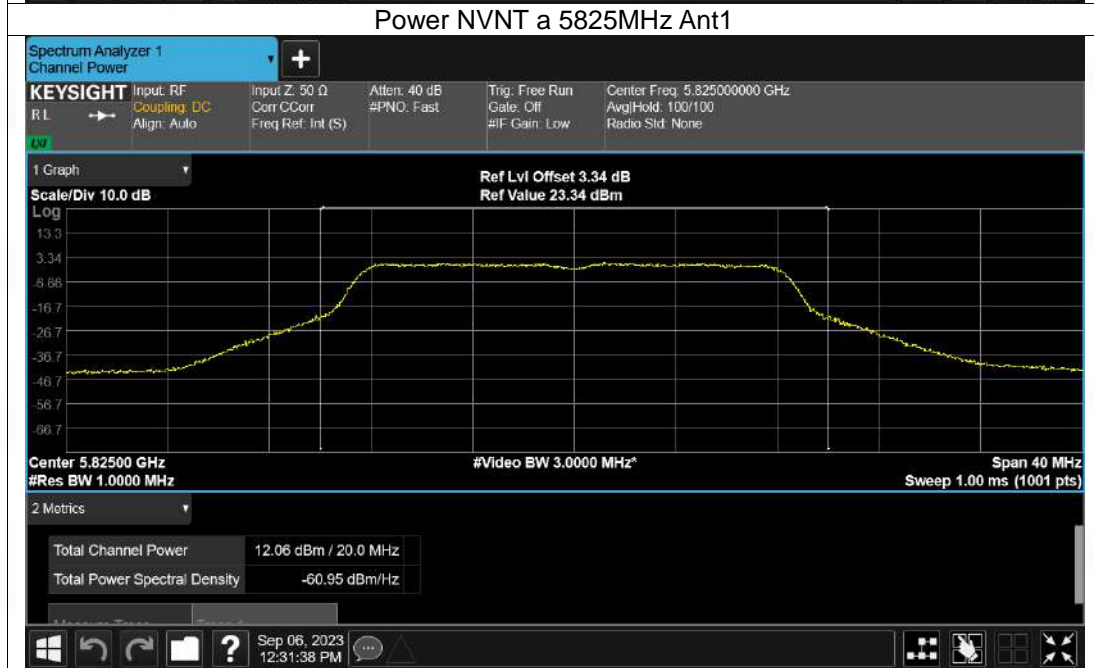 Power NVNT a 5825MHz Ant1
Spectrum Analyzer 1
Channel Power
+
KEYSIGHT Input: RF
RL Coupling: DC
Align: Auto
Input Z: 50 Ω
Corr CCorr
Freq Ref: Int (S)
Atten: 40 dB
#PNO: Fast
Trig: Free Run
Gate: Off
#IF Gain: Low
Center Freq: 5.825000000 GHz
Avg|Hold: 100/100
Radio Std: None
LXI
1 Graph
Scale/Div 10.0 dB
Ref Lvl Offset 3.34 dB
Ref Value 23.34 dBm
Log
13.3
3.34
-6.66
-16.7
-26.7
-36.7
-46.7
-56.7
-66.7
Center 5.82500 GHz
#Res BW 1.0000 MHz
#Video BW 3.0000 MHz*
Span 40 MHz
Sweep 1.00 ms (1001 pts)
2 Metrics
Total Channel Power 12.06 dBm / 20.0 MHz
Total Power Spectral Density -60.95 dBm/Hz
?
Sep 06, 2023
12:31:38 PM